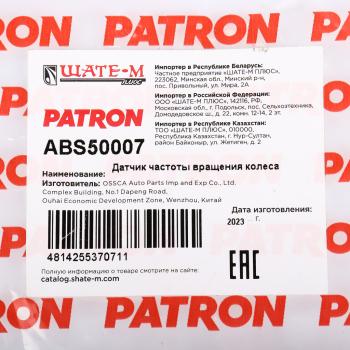 PATRON PATRON
ШАТЕ-М
ПЛЮС
Импортер в Республике Беларусь:
Частное предприятие «ШАТЕ-М ПЛЮС»,
223062, Минская обл., Минский р-н,
пос. Привольный, ул. Мира, 2А
Импортер в Российской Федерации:
ООО «ШАТЕ-М ПЛЮС», 142116, РФ,
Московская обл., г. Подольск, пос. Сельхозтехника,
Домодедовское ш., д. 22, комн. 12-14, 2 эт.
Импортер в Республике Казахстан:
ТОО «ШАТЕ-М ПЛЮС», 010000,
Республика Казахстан, г. Нур-Султан,
район Байконыр, ул. Жетиген, д. 2
PATRON
ABS50007
Датчик частоты вращения колеса
Наименование:
Изготовитель: OSSCA Auto Parts Imp and Exp Co., Ltd.
Complex Building, No.1 Dapeng Road,
Ouhai Economic Development Zone, Wenzhou, Китай
Дата изготовления:
2023 г.
4814255370711
EAC
Полную информацию о товаре смотрите на сайте:
catalog.shate-m.com
PATRON PATRON